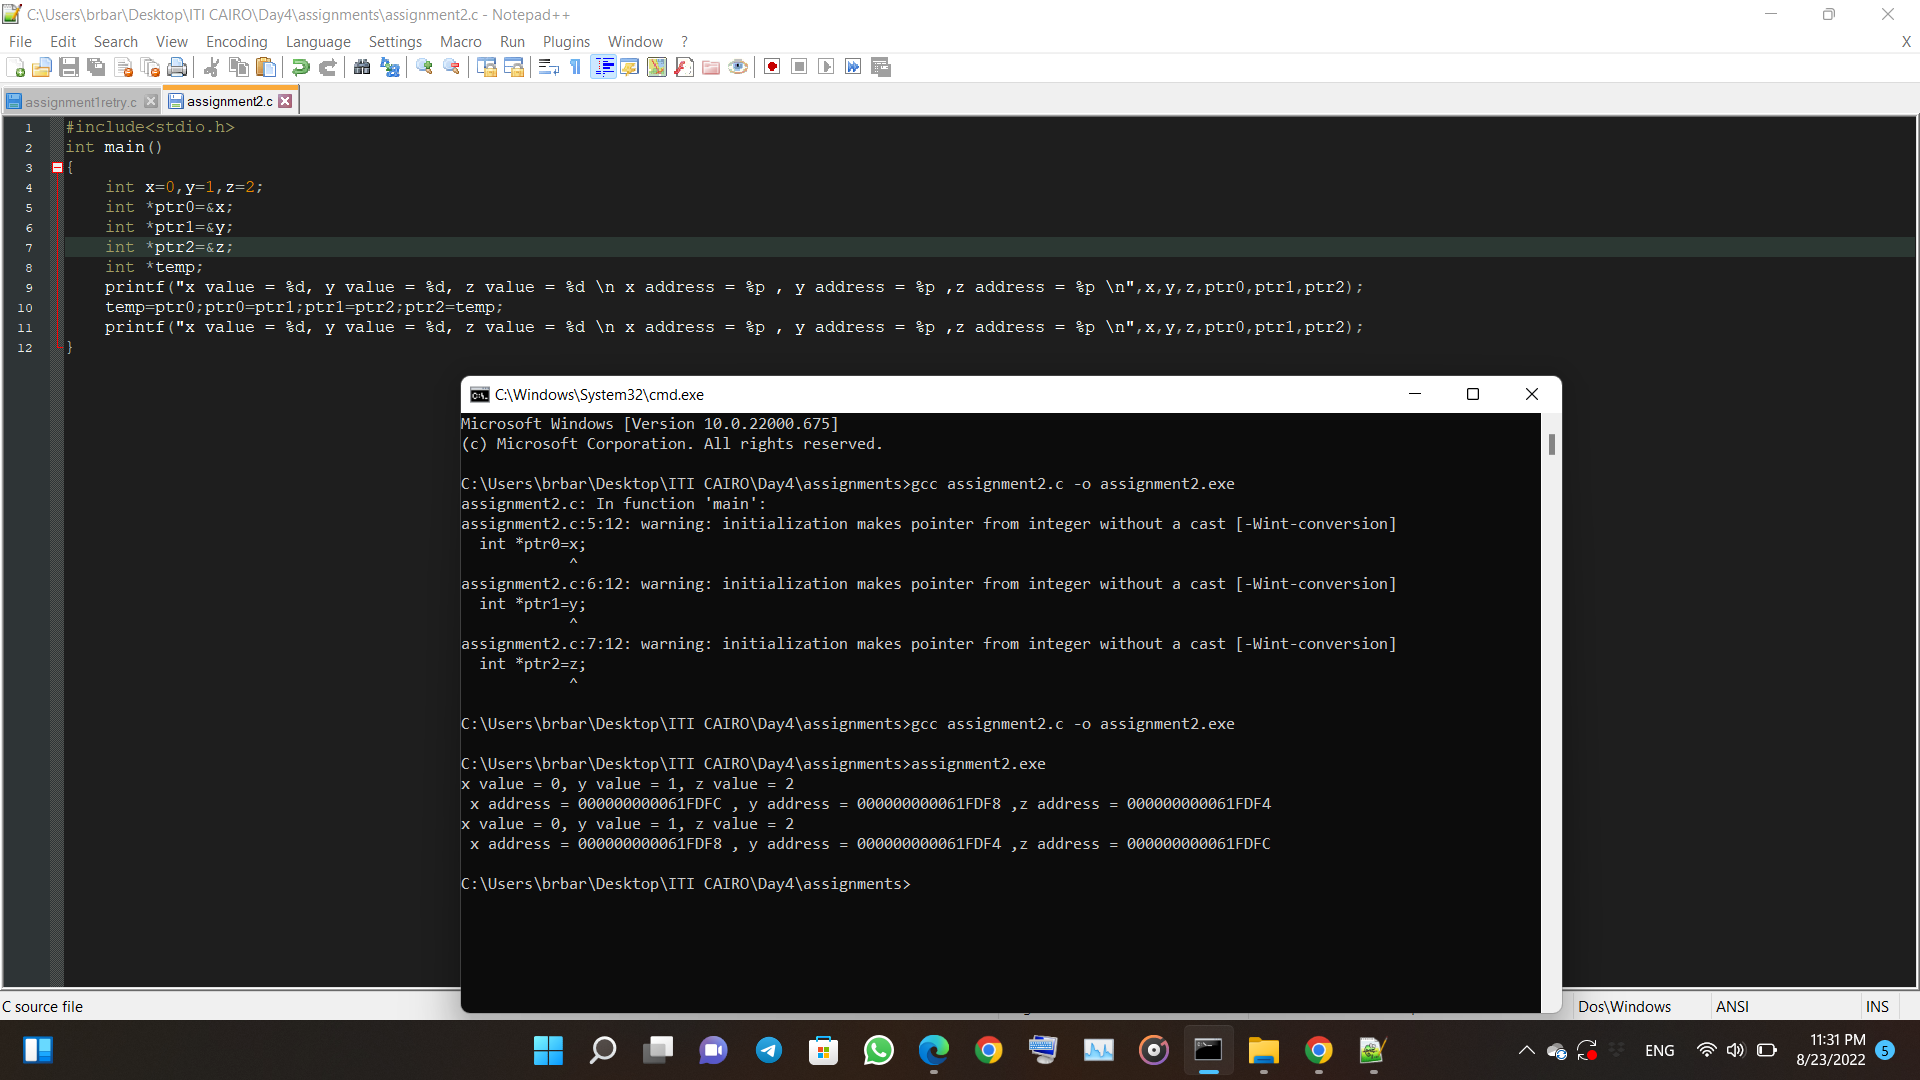 C:\Users\brbar\Desktop\ITI CAIRO\Day4\assignments\assignment2.c - Notepad++
File Edit Search View Encoding Language Settings Tools Macro Run Plugins Window ? X
assignment1retry.c assignment2.c
1 #include<stdio.h>
2 int main()
3 {
4 int x=0,y=1,z=2;
5 int *ptr0=&x;
6 int *ptr1=&y;
7 int *ptr2=&z;
8 int *temp;
9 printf("x value = %d, y value = %d, z value = %d \n x address = %p , y address = %p ,z address = %p \n",x,y,z,ptr0,ptr1,ptr2);
10 temp=ptr0;ptr0=ptr1;ptr1=ptr2;ptr2=temp;
11 printf("x value = %d, y value = %d, z value = %d \n x address = %p , y address = %p ,z address = %p \n",x,y,z,ptr0,ptr1,ptr2);
12 }
C:\Windows\System32\cmd.exe
Microsoft Windows [Version 10.0.22000.675]
(c) Microsoft Corporation. All rights reserved.
C:\Users\brbar\Desktop\ITI CAIRO\Day4\assignments>gcc assignment2.c -o assignment2.exe
assignment2.c: In function 'main':
assignment2.c:5:12: warning: initialization makes pointer from integer without a cast [-Wint-conversion]
int *ptr0=x;
^
assignment2.c:6:12: warning: initialization makes pointer from integer without a cast [-Wint-conversion]
int *ptr1=y;
^
assignment2.c:7:12: warning: initialization makes pointer from integer without a cast [-Wint-conversion]
int *ptr2=z;
^
C:\Users\brbar\Desktop\ITI CAIRO\Day4\assignments>gcc assignment2.c -o assignment2.exe
C:\Users\brbar\Desktop\ITI CAIRO\Day4\assignments>assignment2.exe
x value = 0, y value = 1, z value = 2
x address = 000000000061FDFC , y address = 000000000061FDF8 ,z address = 000000000061FDF4
x value = 0, y value = 1, z value = 2
x address = 000000000061FDF8 , y address = 000000000061FDF4 ,z address = 000000000061FDFC
C:\Users\brbar\Desktop\ITI CAIRO\Day4\assignments>
C source file Dos\Windows ANSI INS
ENG 11:31 PM 5
8/23/2022